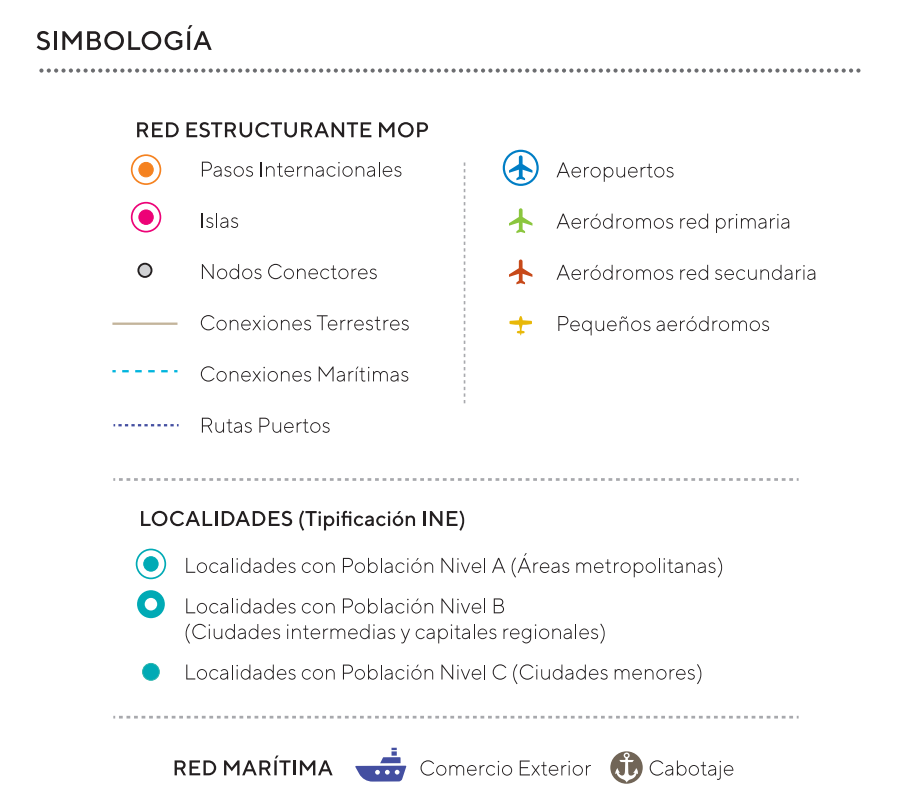 SIMBOLOGÍA
RED ESTRUCTURANTE MOP
Pasos Internacionales
Islas
Nodos Conectores
Conexiones Terrestres
Conexiones Marítimas
Rutas Puertos
Aeropuertos
Aeródromos red primaria
Aeródromos red secundaria
Pequeños aeródromos
LOCALIDADES (Tipificación INE)
Localidades con Población Nivel A (Áreas metropolitanas)
Localidades con Población Nivel B
(Ciudades intermedias y capitales regionales)
Localidades con Población Nivel C (Ciudades menores)
RED MARÍTIMA Comercio Exterior Cabotaje